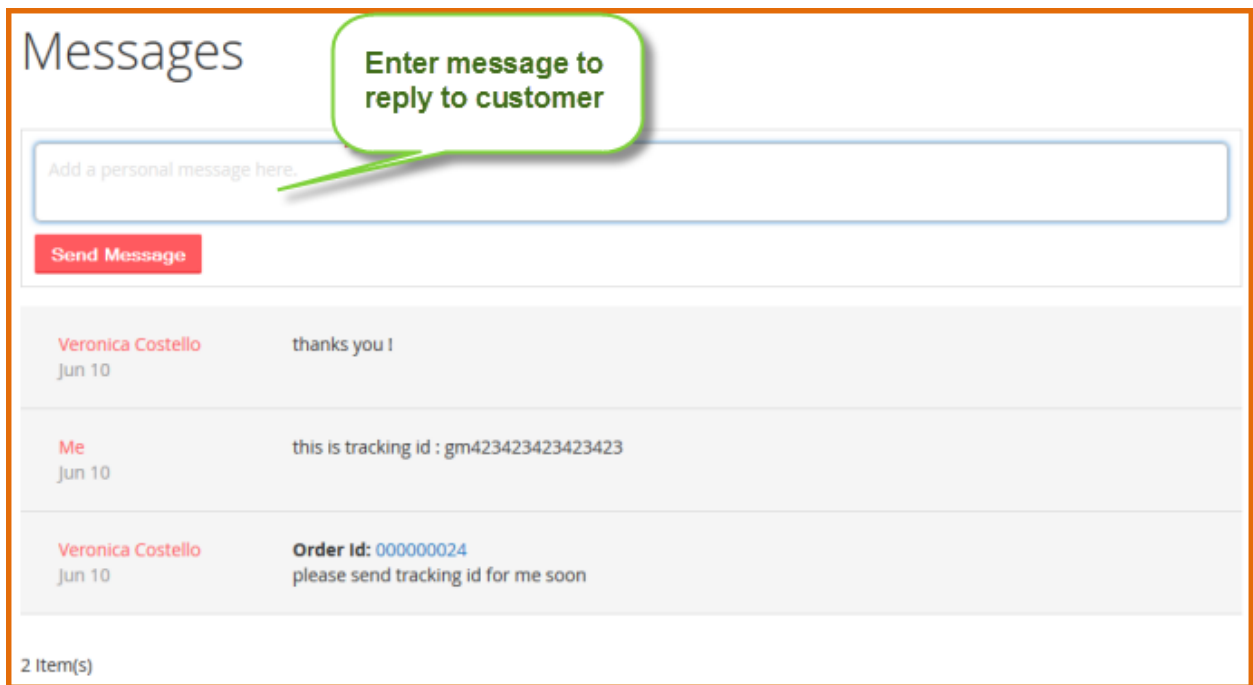 Messages
Enter message to
reply to customer
Add a personal message here.
Send Message
Veronica Costello
thanks you !
Jun 10
Me
this is tracking id : gm423423423423423
Jun 10
Veronica Costello
Order Id: 000000024
Jun 10
please send tracking id for me soon
2 Item(s)